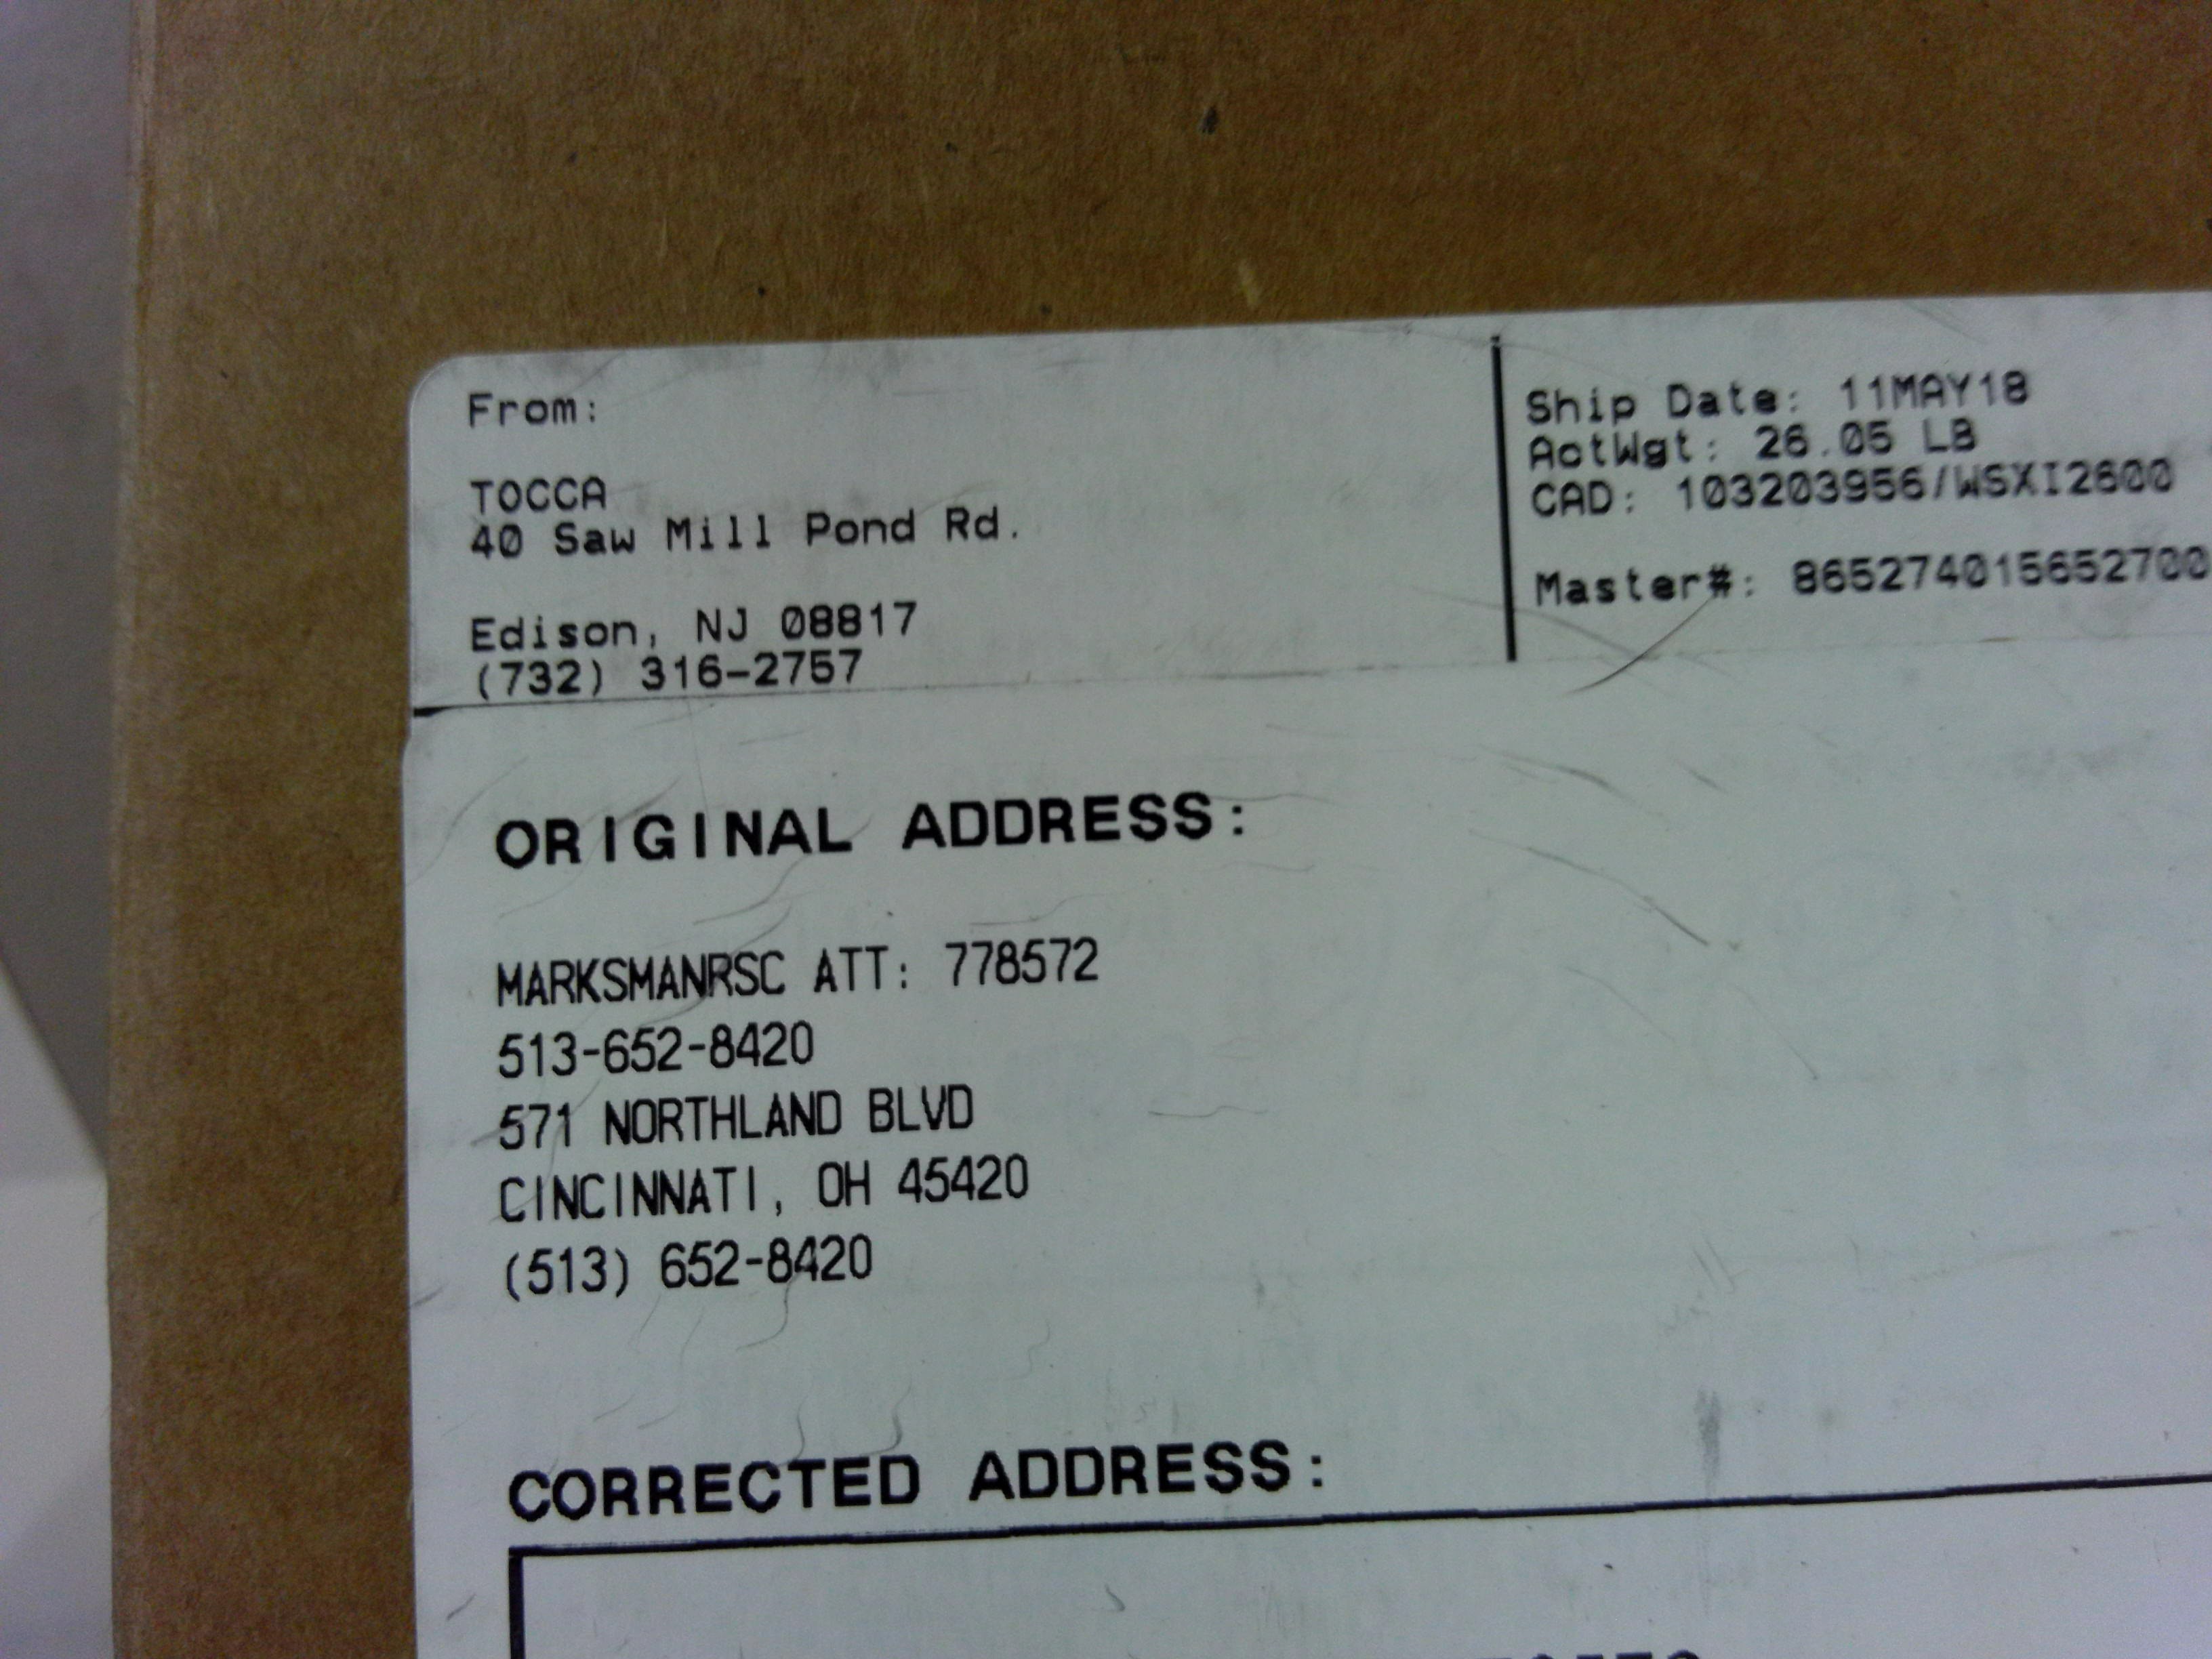 From:
TOCCA
40 Saw Mill Pond Rd.
Edison, NJ 08817
(732) 316-2757
Ship Date: 11MAY18
ActWgt: 26.05 LB
CAD: 103203956/WSXI2600
Master#: 865274015652700
ORIGINAL ADDRESS:
MARKSMANRSC ATT: 778572
513-652-8420
571 NORTHLAND BLVD
CINCINNATI, OH 45420
(513) 652-8420
CORRECTED ADDRESS: